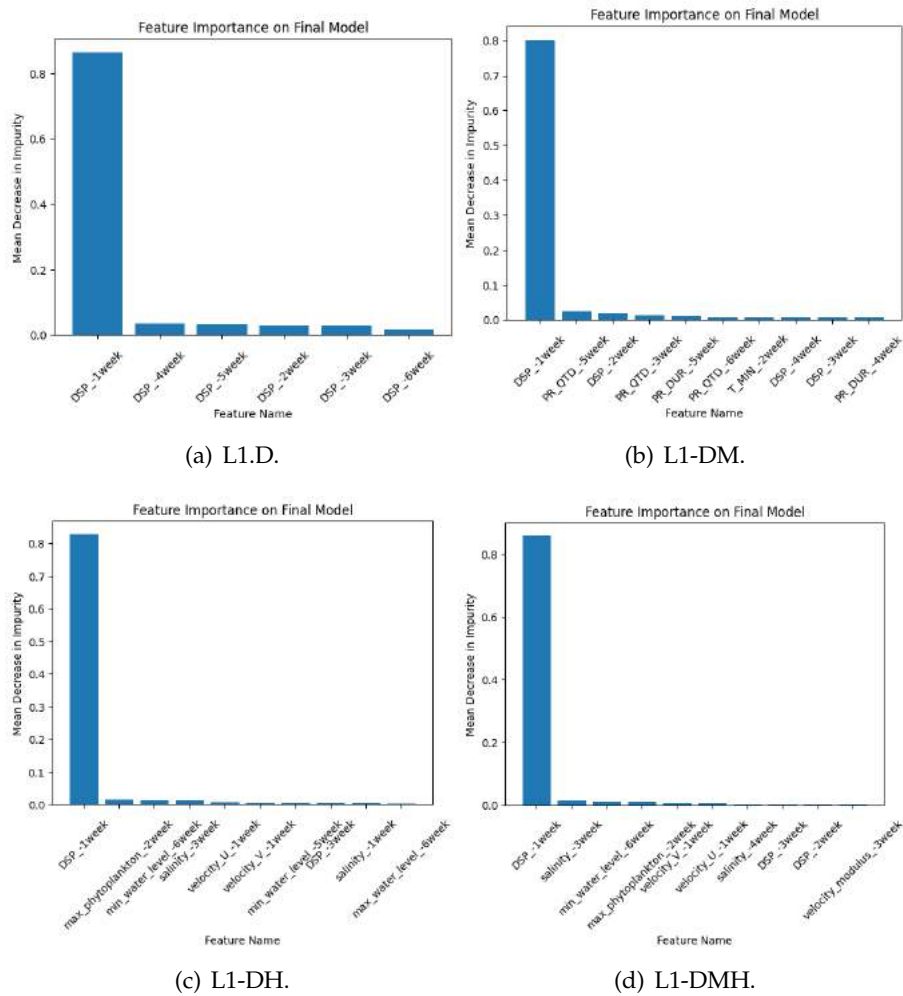 Feature Importance on Final Model
Mean Decrease in Impurity
0.8
0.6
0.4
0.2
0.0
DSP_-1week
DSP_-4week
DSP_-5week
DSP_-2week
DSP_-3week
DSP_-6week
Feature Name
(a) L1.D.
Feature Importance on Final Model
Mean Decrease in Impurity
0.8
0.7
0.6
0.5
0.4
0.3
0.2
0.1
0.0
DSP_-1week
PR_QTD_-5week
DSP_-2week
PR_QTD_-3week
PR_DUR_-5week
PR_QTD_-6week
T_MIN_-2week
DSP_-4week
DSP_-3week
PR_DUR_-4week
Feature Name
(b) L1-DM.
Feature Importance on Final Model
Mean Decrease in Impurity
0.8
0.7
0.6
0.5
0.4
0.3
0.2
0.1
0.0
DSP_-1week
max_phytoplankton_-2week
min_water_level_-6week
salinity_-3week
velocity_U_-1week
velocity_V_-1week
min_water_level_-5week
DSP_-3week
salinity_-1week
max_water_level_-6week
Feature Name
(c) L1-DH.
Feature Importance on Final Model
Mean Decrease in Impurity
0.8
0.6
0.4
0.2
0.0
DSP_-1week
salinity_-3week
min_water_level_-6week
max_phytoplankton_-2week
velocity_V_-1week
velocity_U_-1week
salinity_-4week
DSP_-3week
DSP_-2week
velocity_modulus_-3week
Feature Name
(d) L1-DMH.